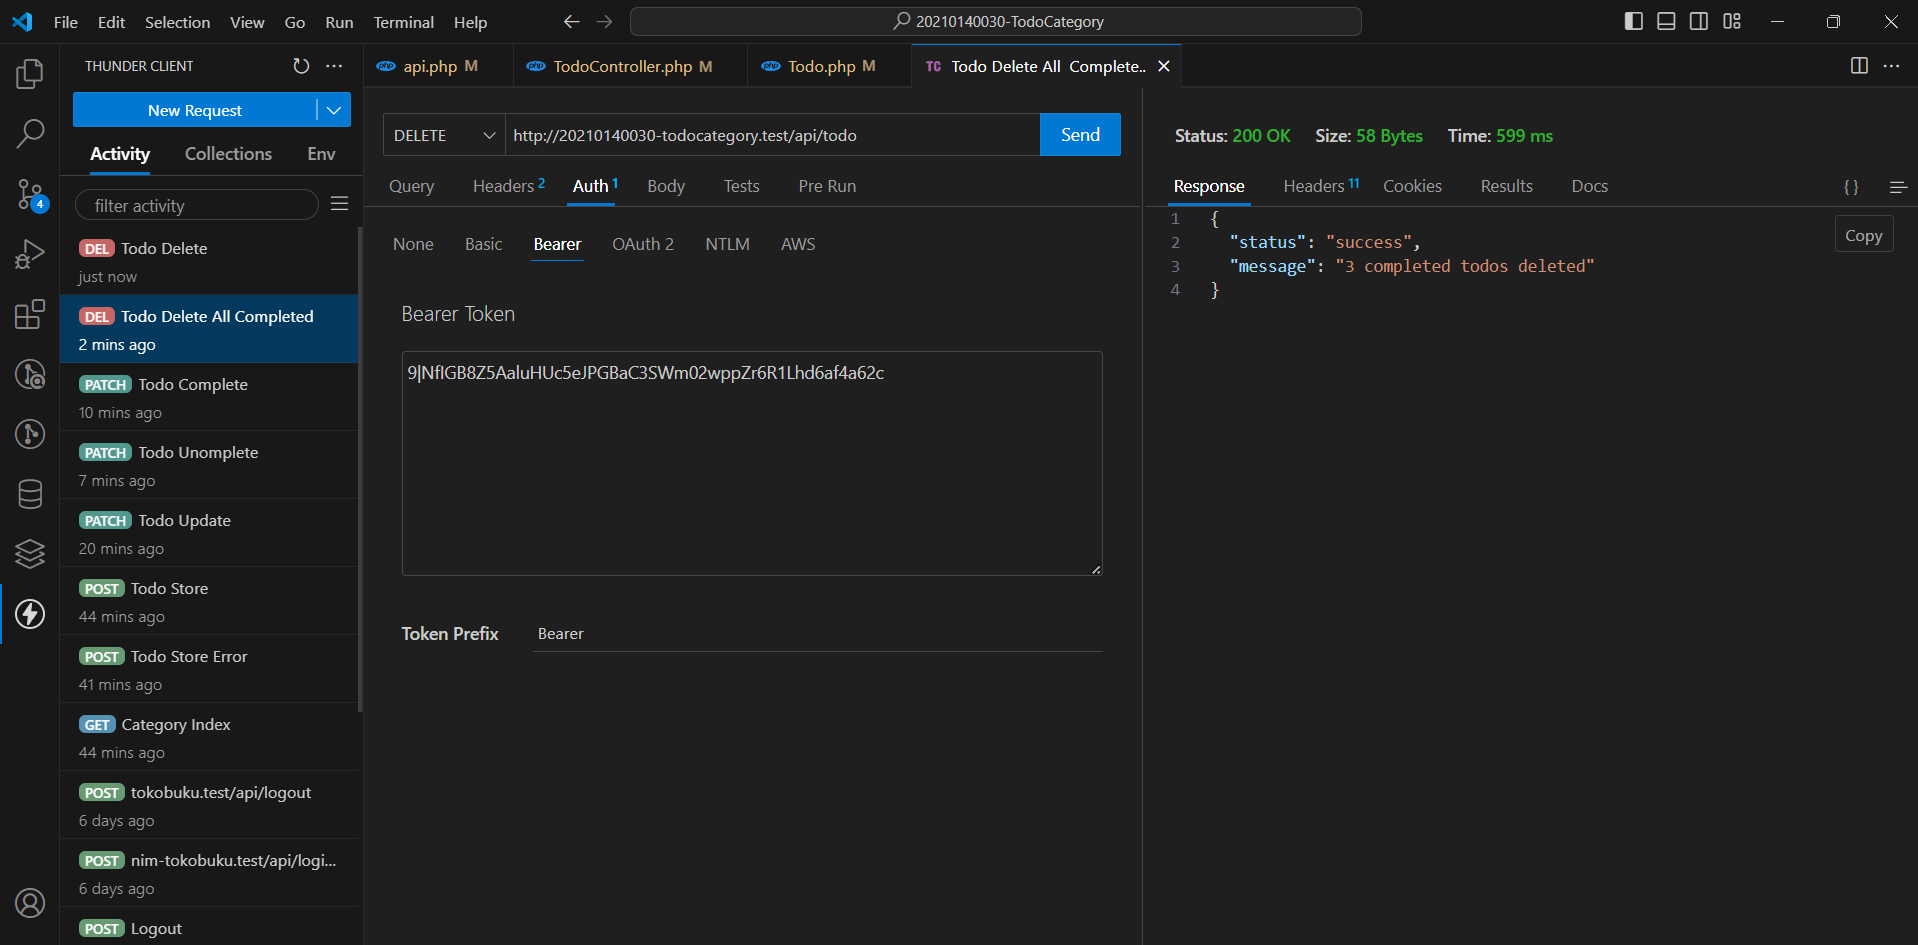 File Edit Selection View Go Run Terminal Help
20210140030-TodoCategory
THUNDER CLIENT
New Request
Activity Collections Env
filter activity
DEL Todo Delete
just now
DEL Todo Delete All Completed
2 mins ago
PATCH Todo Complete
10 mins ago
PATCH Todo Unomplete
7 mins ago
PATCH Todo Update
20 mins ago
POST Todo Store
44 mins ago
POST Todo Store Error
41 mins ago
GET Category Index
44 mins ago
POST tokobuku.test/api/logout
6 days ago
POST nim-tokobuku.test/api/logi...
6 days ago
POST Logout
4
php api.php M
php TodoController.php M
php Todo.php M
TC Todo Delete All Complete..
DELETE http://20210140030-todocategory.test/api/todo Send
Query Headers 2 Auth 1 Body Tests Pre Run
None Basic Bearer OAuth 2 NTLM AWS
Bearer Token
9|NfIGB8Z5AaluHUc5eJPGBaC3SWm02wppZr6R1Lhd6af4a62c
Token Prefix Bearer
Status: 200 OK Size: 58 Bytes Time: 599 ms
Response Headers 11 Cookies Results Docs { }
1 {
2 "status": "success",
3 "message": "3 completed todos deleted"
4 }
Copy